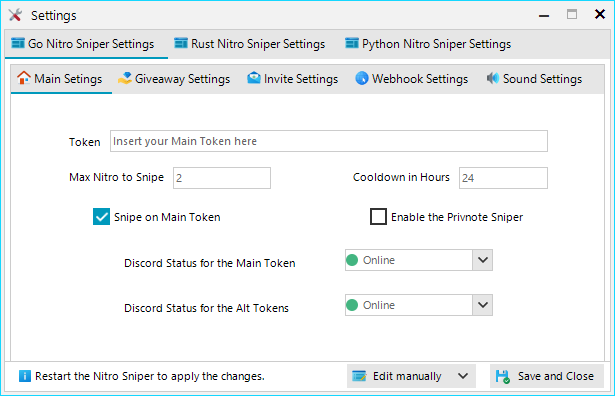 Settings
Go Nitro Sniper Settings Rust Nitro Sniper Settings Python Nitro Sniper Settings
Main Setings Giveaway Settings Invite Settings Webhook Settings Sound Settings
Token Insert your Main Token here
Max Nitro to Snipe 2 Cooldown in Hours 24
Snipe on Main Token Enable the Privnote Sniper
Discord Status for the Main Token Online
Discord Status for the Alt Tokens Online
Restart the Nitro Sniper to apply the changes. Edit manually Save and Close